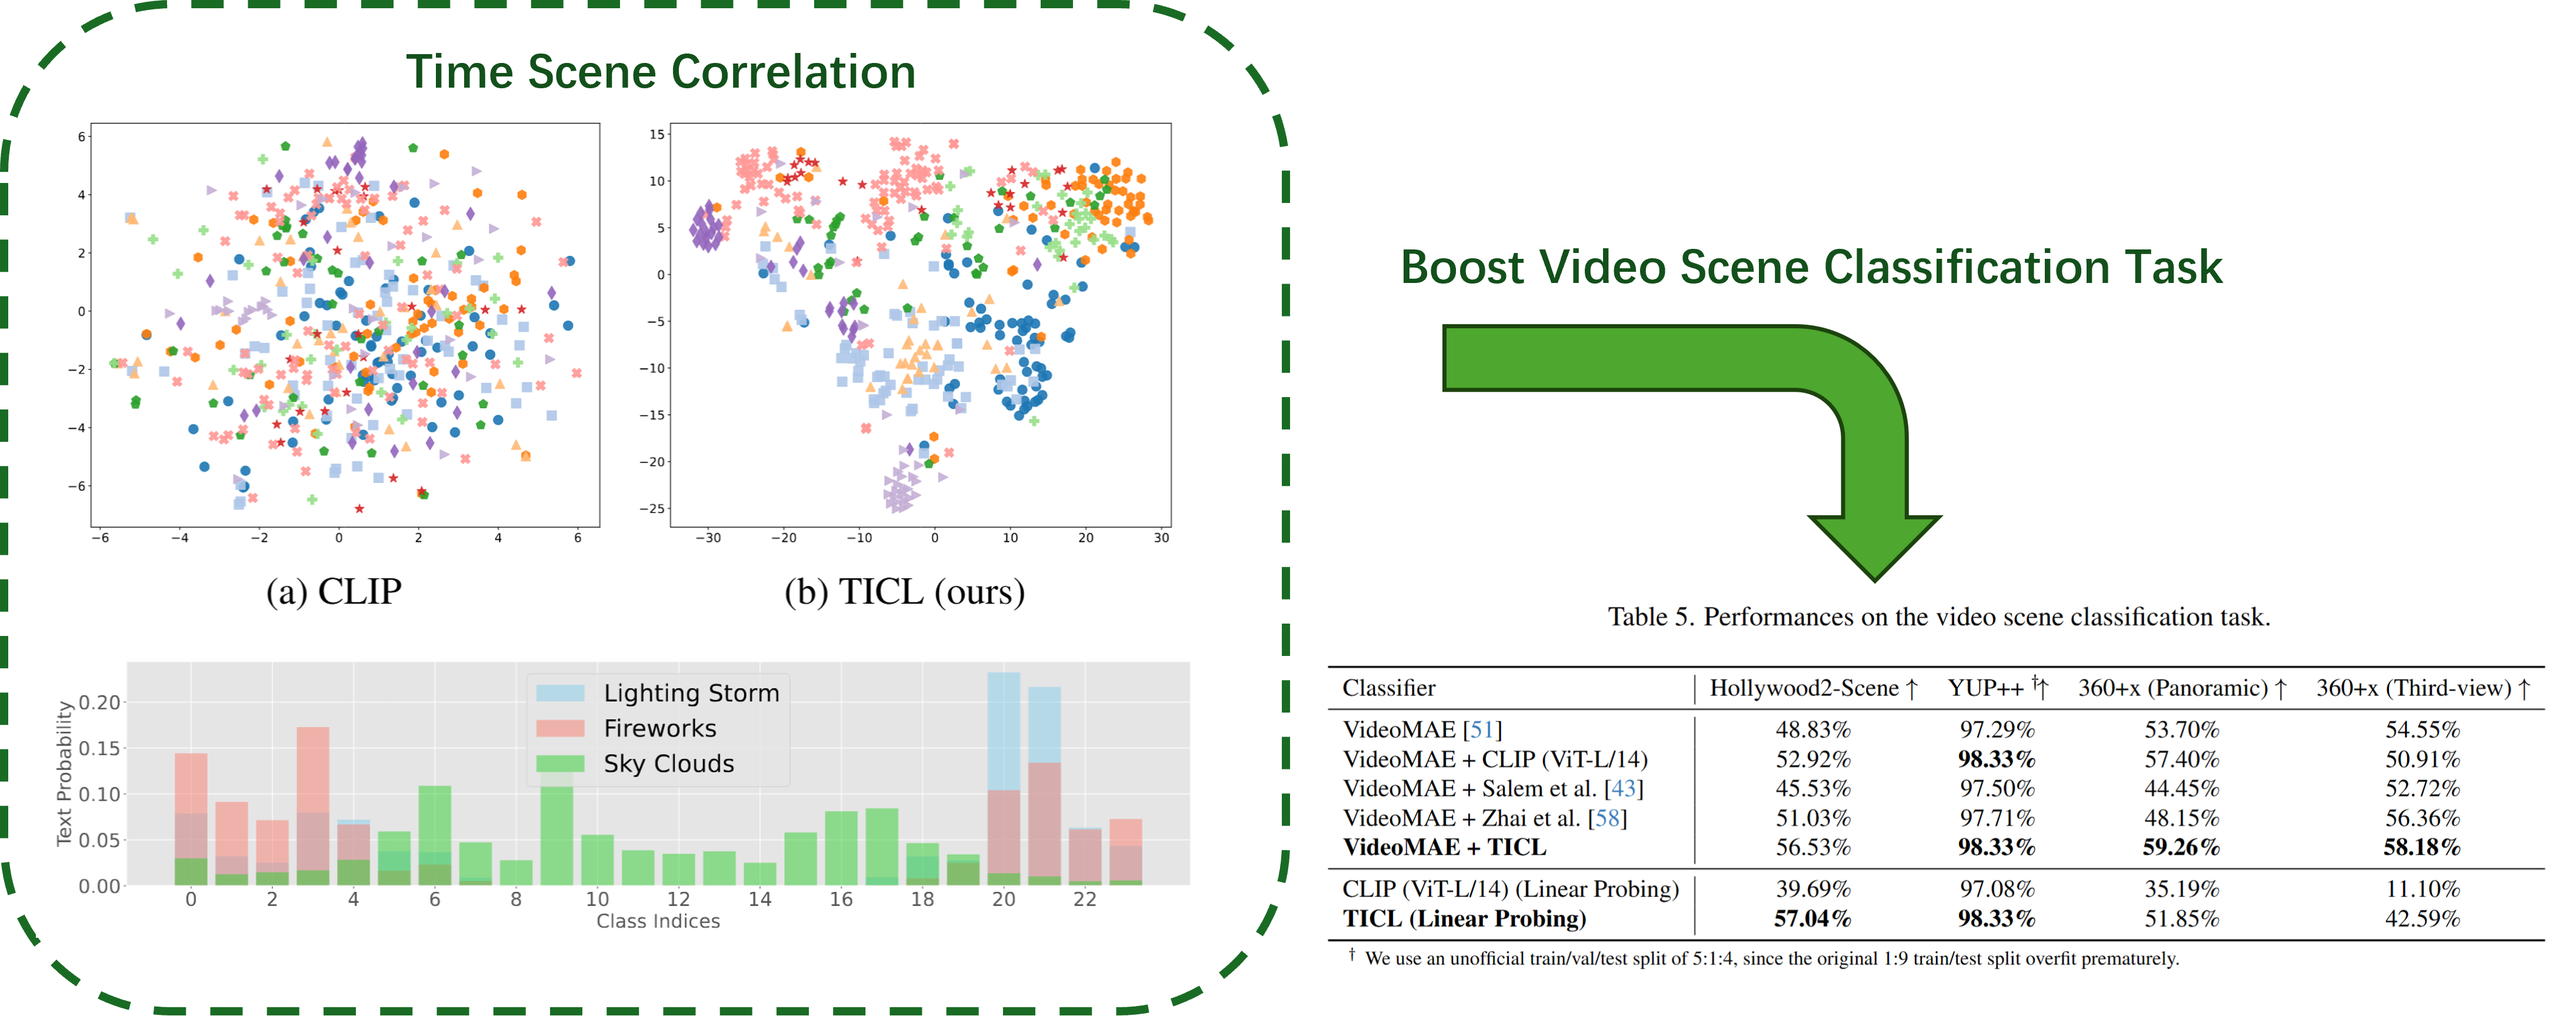 Time Scene Correlation
6
4
2
0
−2
−4
−6
−6 −4 −2 0 2 4 6
15
10
5
0
−5
−10
−15
−20
−25
−30 −20 −10 0 10 20 30
(a) CLIP
(b) TICL (ours)
Text Probability
0.20
0.15
0.10
0.05
0.00
Lighting Storm
Fireworks
Sky Clouds
0 2 4 6 8 10 12 14 16 18 20 22
Class Indices
Boost Video Scene Classification Task
Table 5. Performances on the video scene classification task.
Classifier Hollywood2-Scene ↑ YUP++ †↑ 360+x (Panoramic) ↑ 360+x (Third-view) ↑
VideoMAE [51] 48.83% 97.29% 53.70% 54.55%
VideoMAE + CLIP (ViT-L/14) 52.92% 98.33% 57.40% 50.91%
VideoMAE + Salem et al. [43] 45.53% 97.50% 44.45% 52.72%
VideoMAE + Zhai et al. [58] 51.03% 97.71% 48.15% 56.36%
VideoMAE + TICL 56.53% 98.33% 59.26% 58.18%
CLIP (ViT-L/14) (Linear Probing) 39.69% 97.08% 35.19% 11.10%
TICL (Linear Probing) 57.04% 98.33% 51.85% 42.59%
† We use an unofficial train/val/test split of 5:1:4, since the original 1:9 train/test split overfit prematurely.